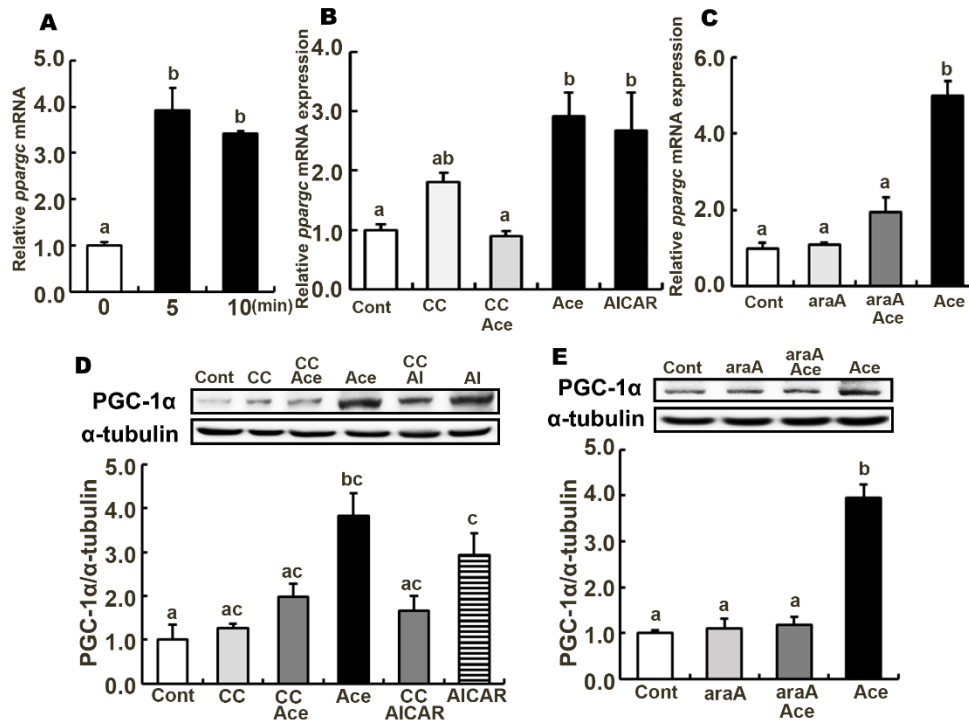 A
Relative ppargc mRNA
5.0
4.0
3.0
2.0
1.0
0.0
a
b
b
0
5
10(min)
B
Relative ppargc mRNA expression
4.0
3.0
2.0
1.0
0.0
a
ab
a
b
b
Cont
CC
CC
Ace
Ace
AICAR
C
Relative ppargc mRNA expression
6.0
4.0
2.0
0.0
a
a
a
b
Cont
araA
araA
Ace
Ace
D
Cont
CC
CC
Ace
Ace
CC
AI
AI
PGC-1α
α-tubulin
PGC-1α/α-tubulin
5.0
4.0
3.0
2.0
1.0
0.0
a
ac
ac
bc
ac
c
Cont
CC
CC
Ace
Ace
CC
AICAR
AICAR
E
Cont
araA
araA
Ace
Ace
PGC-1α
α-tubulin
PGC-1α/α-tubulin
5.0
4.0
3.0
2.0
1.0
0.0
a
a
a
b
Cont
araA
araA
Ace
Ace